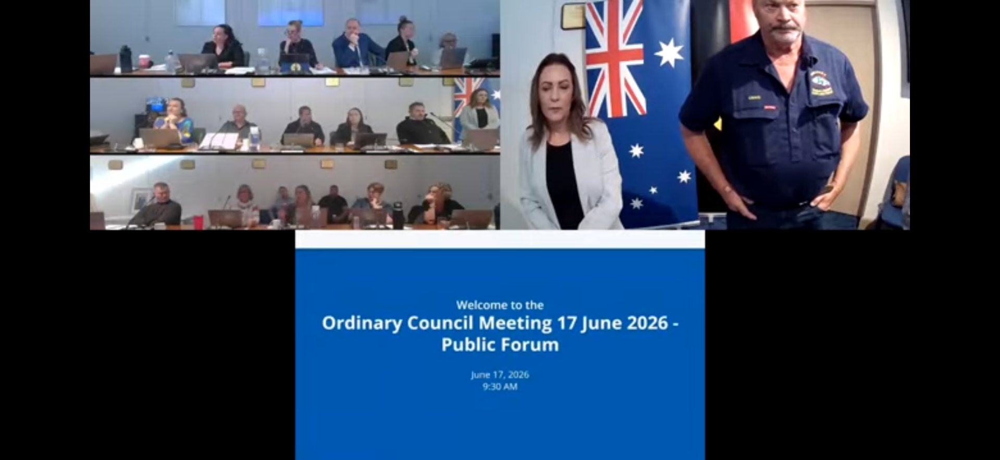 Welcome to the
Ordinary Council Meeting 17 June 2026 -
Public Forum
June 17, 2026
9:30 AM